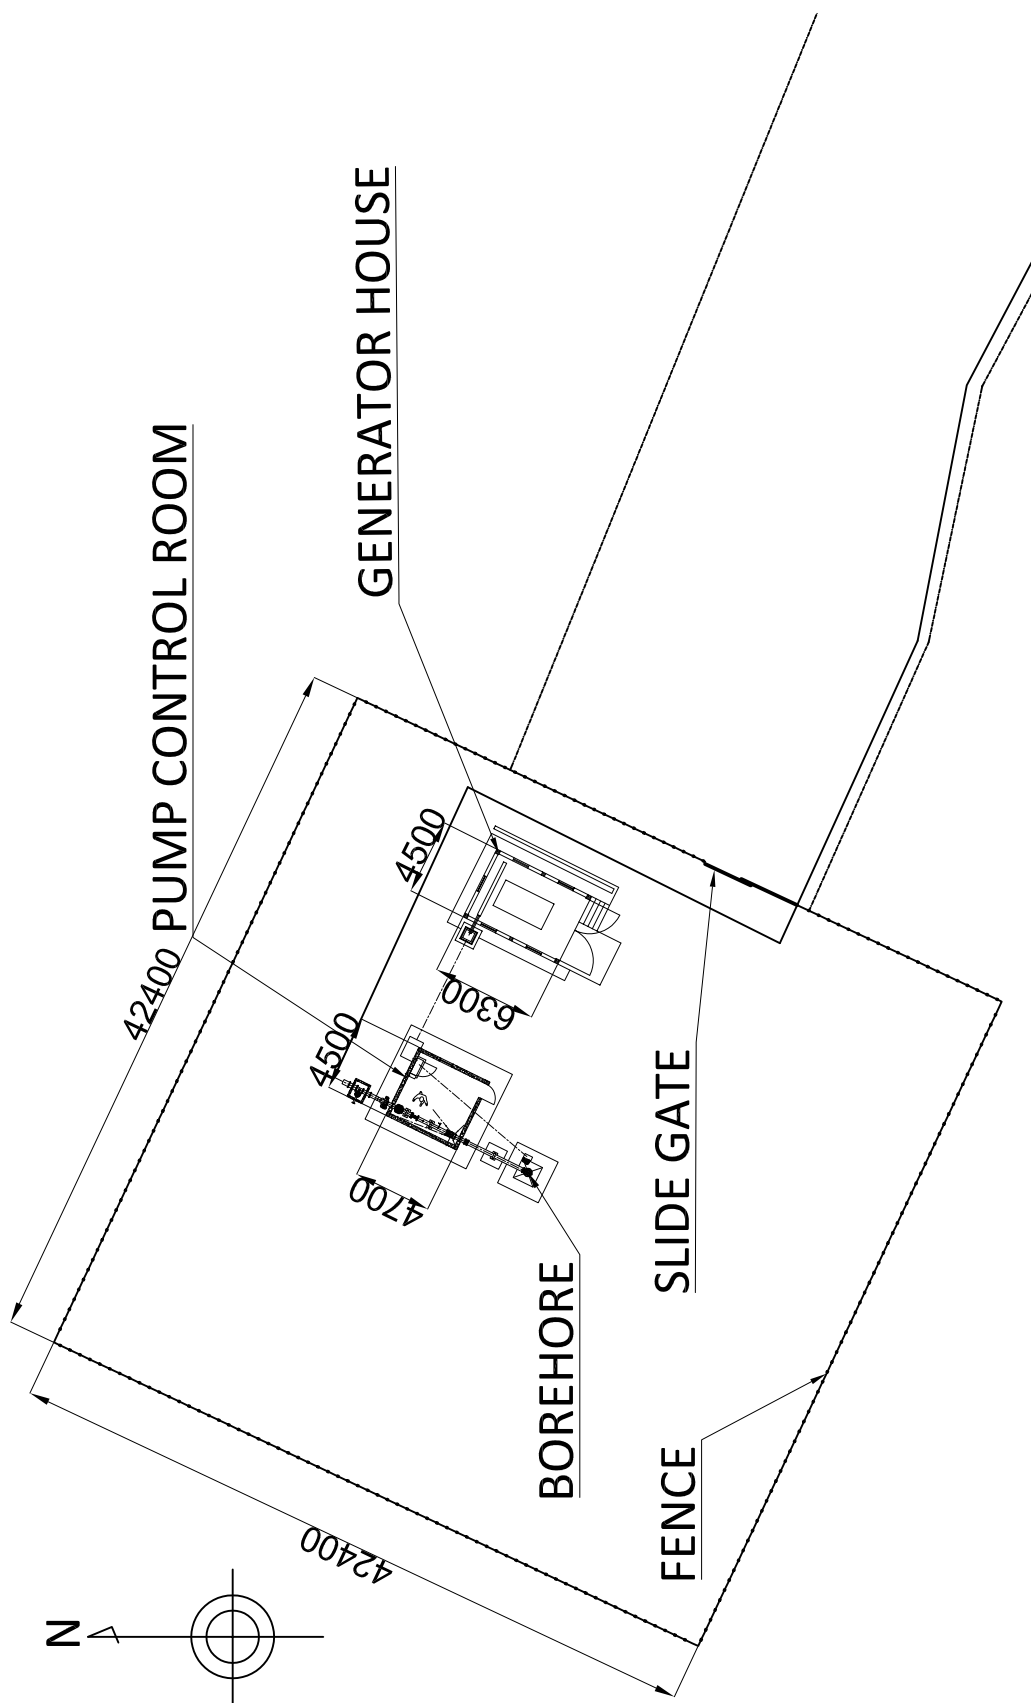 N
42400
42400
PUMP CONTROL ROOM
GENERATOR HOUSE
4500
4500
4700
6300
BOREHORE
SLIDE GATE
FENCE